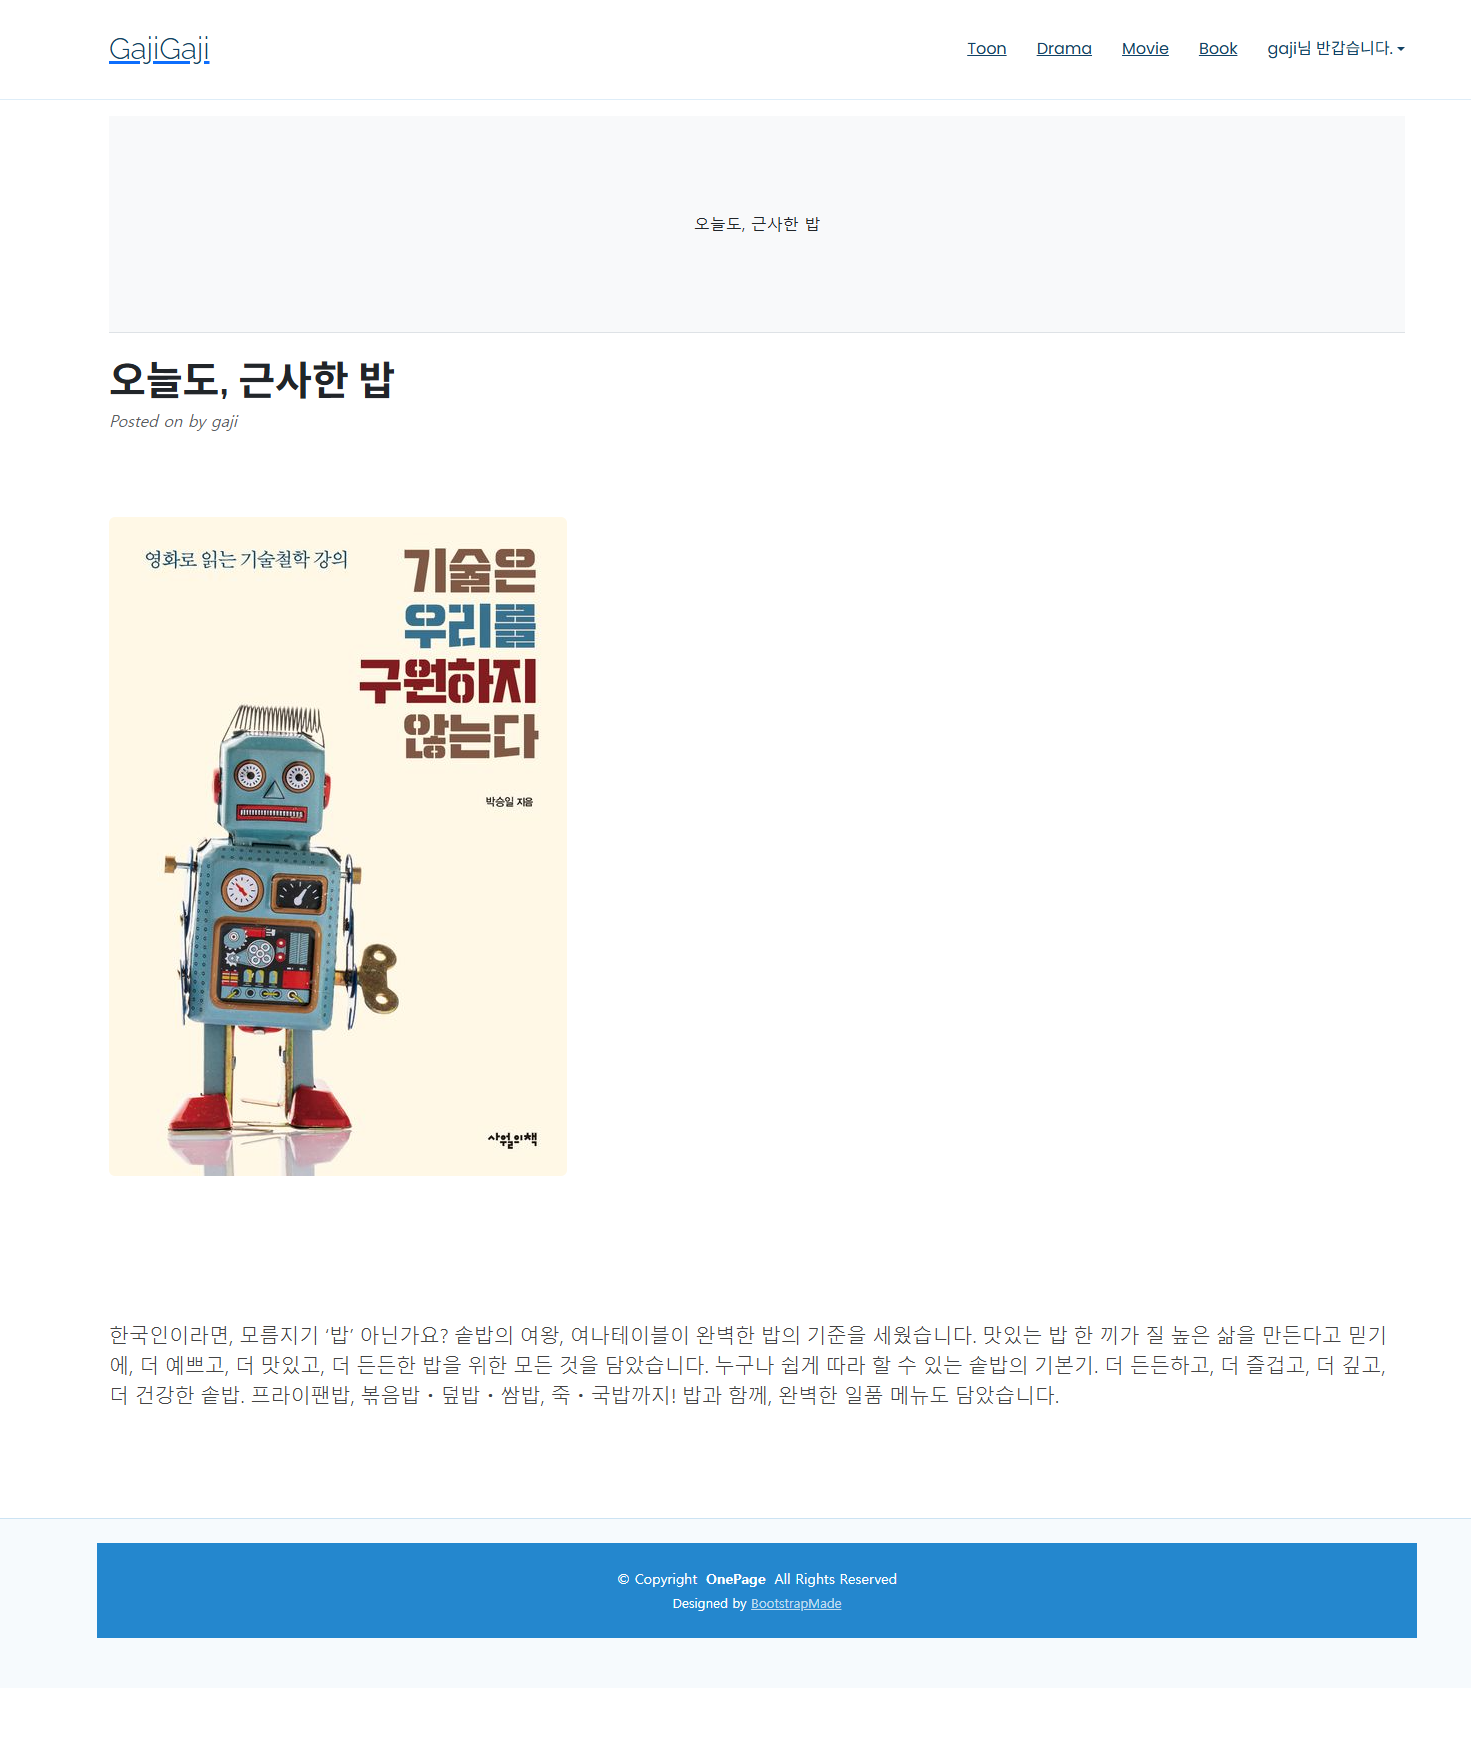 GajiGaji
Toon Drama Movie Book gaji님 반갑습니다.
오늘도, 근사한 밥
오늘도, 근사한 밥
Posted on by gaji
영화로 읽는 기술철학 강의
기술은
우리를
구원하지
않는다
박승일 지음
사월의책
한국인이라면, 모름지기 ‘밥’ 아닌가요? 솥밥의 여왕, 여나테이블이 완벽한 밥의 기준을 세웠습니다. 맛있는 밥 한 끼가 질 높은 삶을 만든다고 믿기
에, 더 예쁘고, 더 맛있고, 더 든든한 밥을 위한 모든 것을 담았습니다. 누구나 쉽게 따라 할 수 있는 솥밥의 기본기. 더 든든하고, 더 즐겁고, 더 깊고,
더 건강한 솥밥. 프라이팬밥, 볶음밥・덮밥・쌈밥, 죽・국밥까지! 밥과 함께, 완벽한 일품 메뉴도 담았습니다.
© Copyright OnePage All Rights Reserved
Designed by BootstrapMade